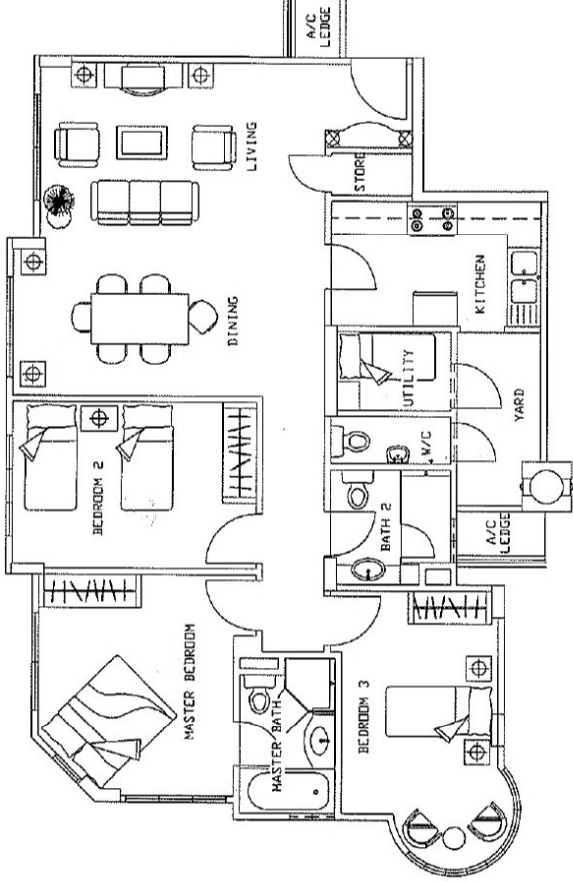 A/C
LEDGE
LIVING
STORE
DINING
KITCHEN
UTILITY
BEDROOM 2
W/C
YARD
BATH 2
A/C
LEDGE
MASTER BEDROOM
MASTER BATH
BEDROOM 3